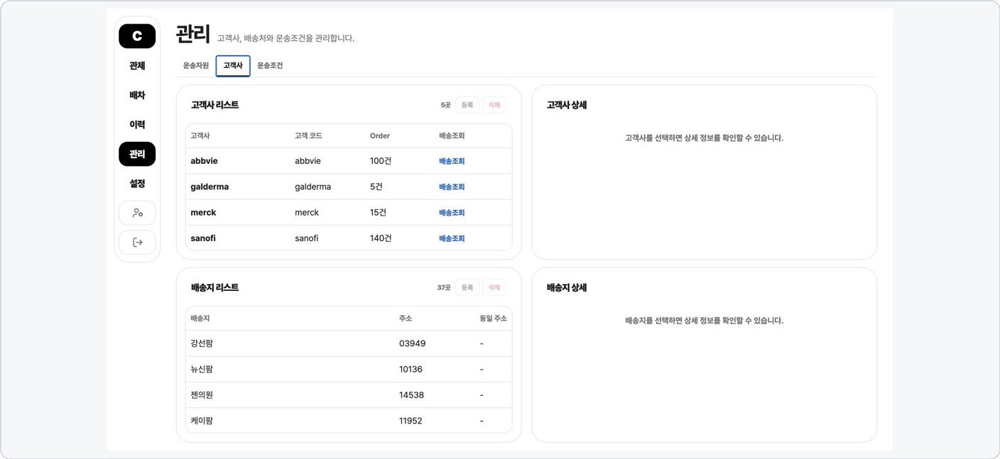 C
관제
배차
이력
관리
설정
관리 고객사, 배송처와 운송조건을 관리합니다.
운송자원 고객사 운송조건
고객사 리스트 5곳 등록 삭제
고객사 고객 코드 Order 배송조회
abbvie abbvie 100건 배송조회
galderma galderma 5건 배송조회
merck merck 15건 배송조회
sanofi sanofi 140건 배송조회
고객사 상세
고객사를 선택하면 상세 정보를 확인할 수 있습니다.
배송지 리스트 37곳 등록 삭제
배송지 주소 동일 주소
강선팜 03949 -
뉴신팜 10136 -
젠의원 14538 -
케이팜 11952 -
배송지 상세
배송지를 선택하면 상세 정보를 확인할 수 있습니다.